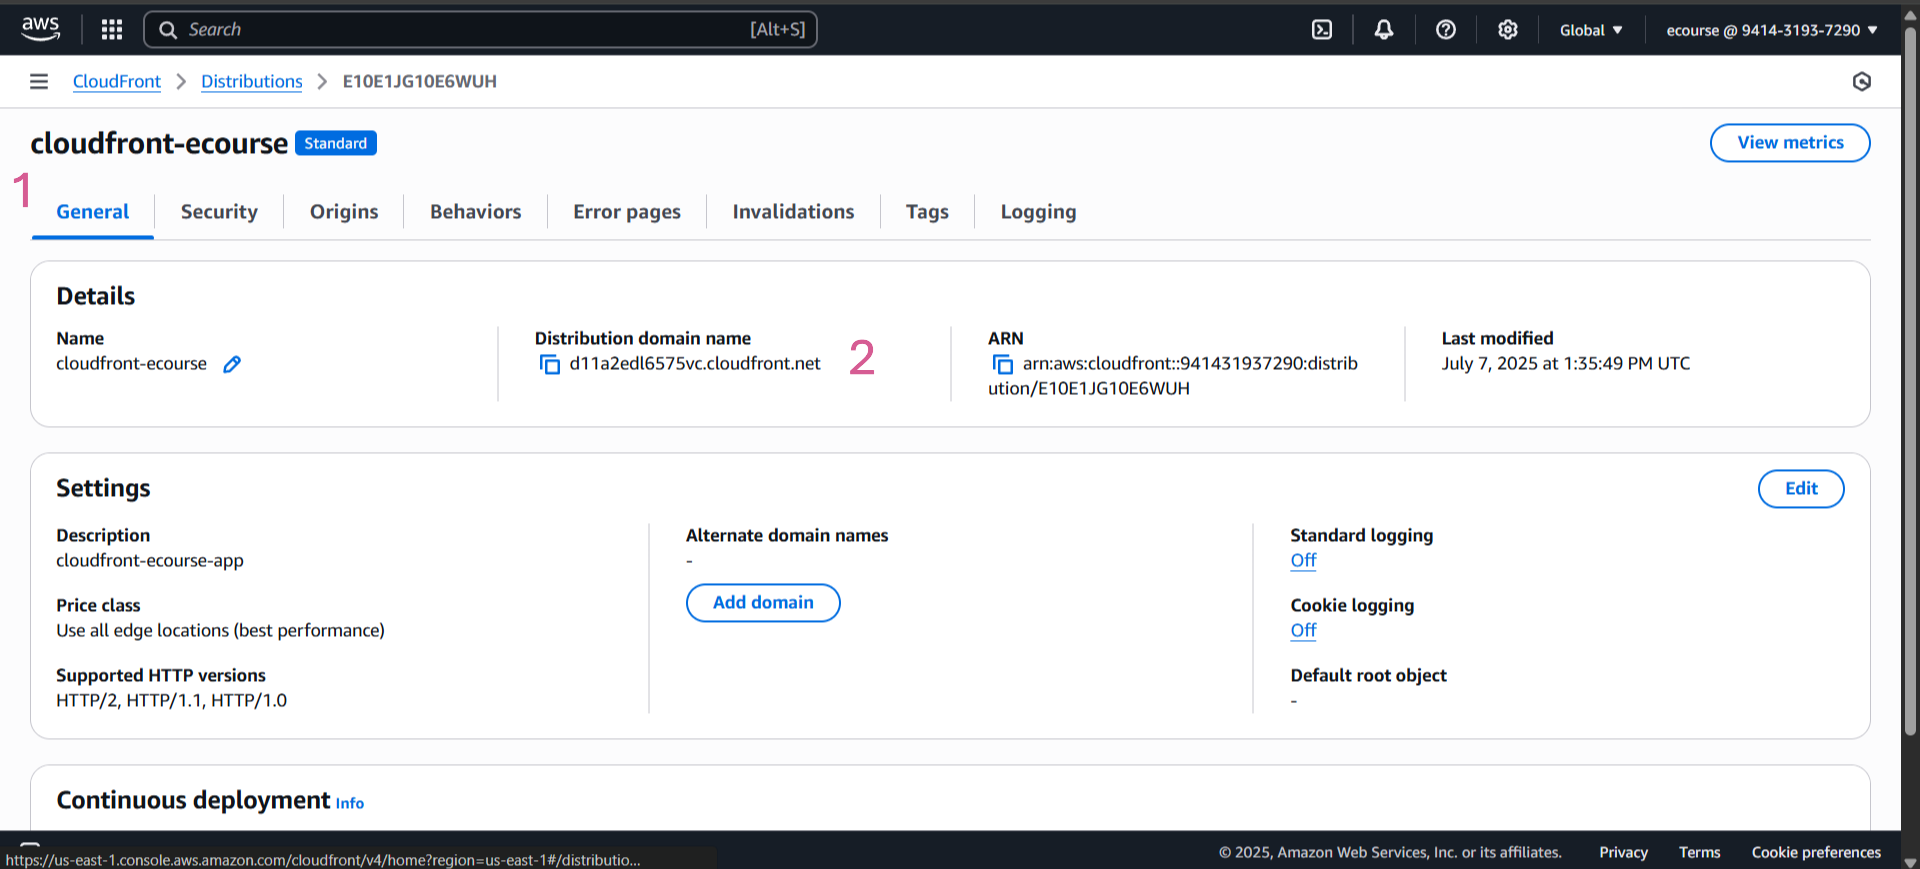 aws
Search [Alt+S]
Global ▼
ecourse @ 9414-3193-7290 ▼
CloudFront > Distributions > E10E1JG10E6WUH
cloudfront-ecourse Standard
View metrics
1
General Security Origins Behaviors Error pages Invalidations Tags Logging
Details
Name
cloudfront-ecourse
Distribution domain name
d11a2edl6575vc.cloudfront.net
2
ARN
arn:aws:cloudfront::941431937290:distrib
ution/E10E1JG10E6WUH
Last modified
July 7, 2025 at 1:35:49 PM UTC
Settings
Edit
Description
cloudfront-ecourse-app
Price class
Use all edge locations (best performance)
Supported HTTP versions
HTTP/2, HTTP/1.1, HTTP/1.0
Alternate domain names
-
Add domain
Standard logging
Off
Cookie logging
Off
Default root object
-
Continuous deployment Info
https://us-east-1.console.aws.amazon.com/cloudfront/v4/home?region=us-east-1#/distributio...
© 2025, Amazon Web Services, Inc. or its affiliates. Privacy Terms Cookie preferences